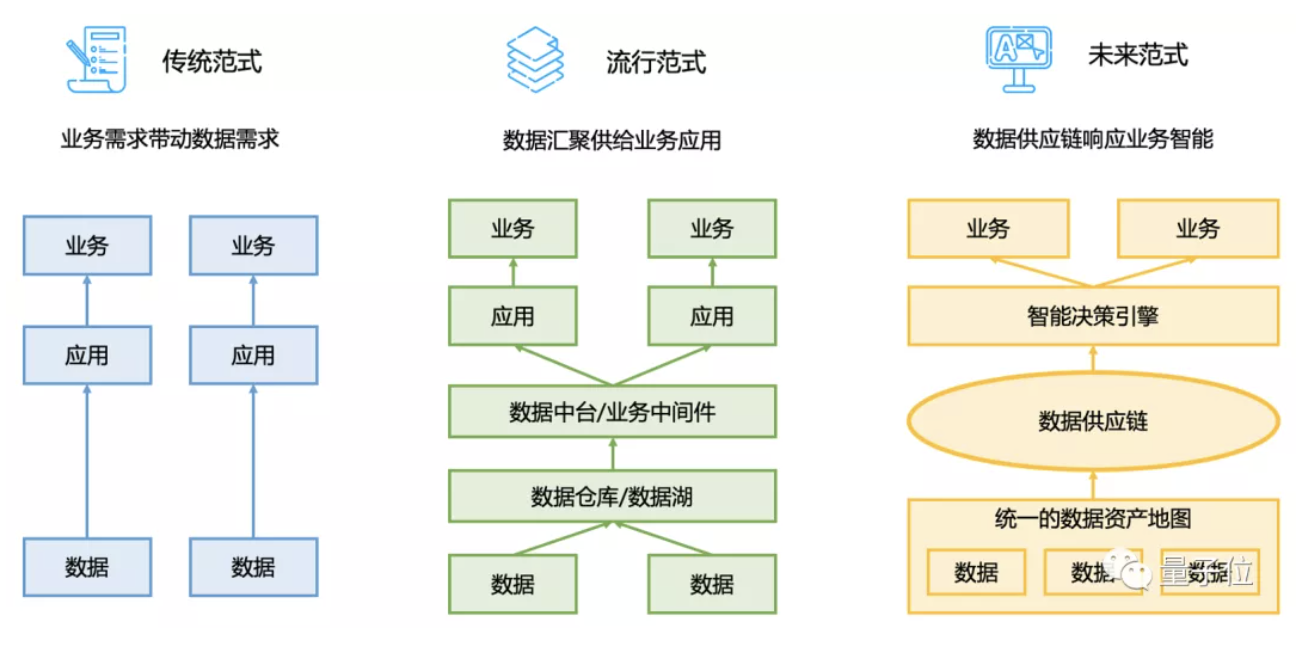 传统范式
业务需求带动数据需求
业务 业务
应用 应用
数据 数据
流行范式
数据汇聚供给业务应用
业务 业务
应用 应用
数据中台/业务中间件
数据仓库/数据湖
数据 数据
A
未来范式
数据供应链响应业务智能
业务 业务
智能决策引擎
数据供应链
统一的数据资产地图
数据 数据 数据
量子位